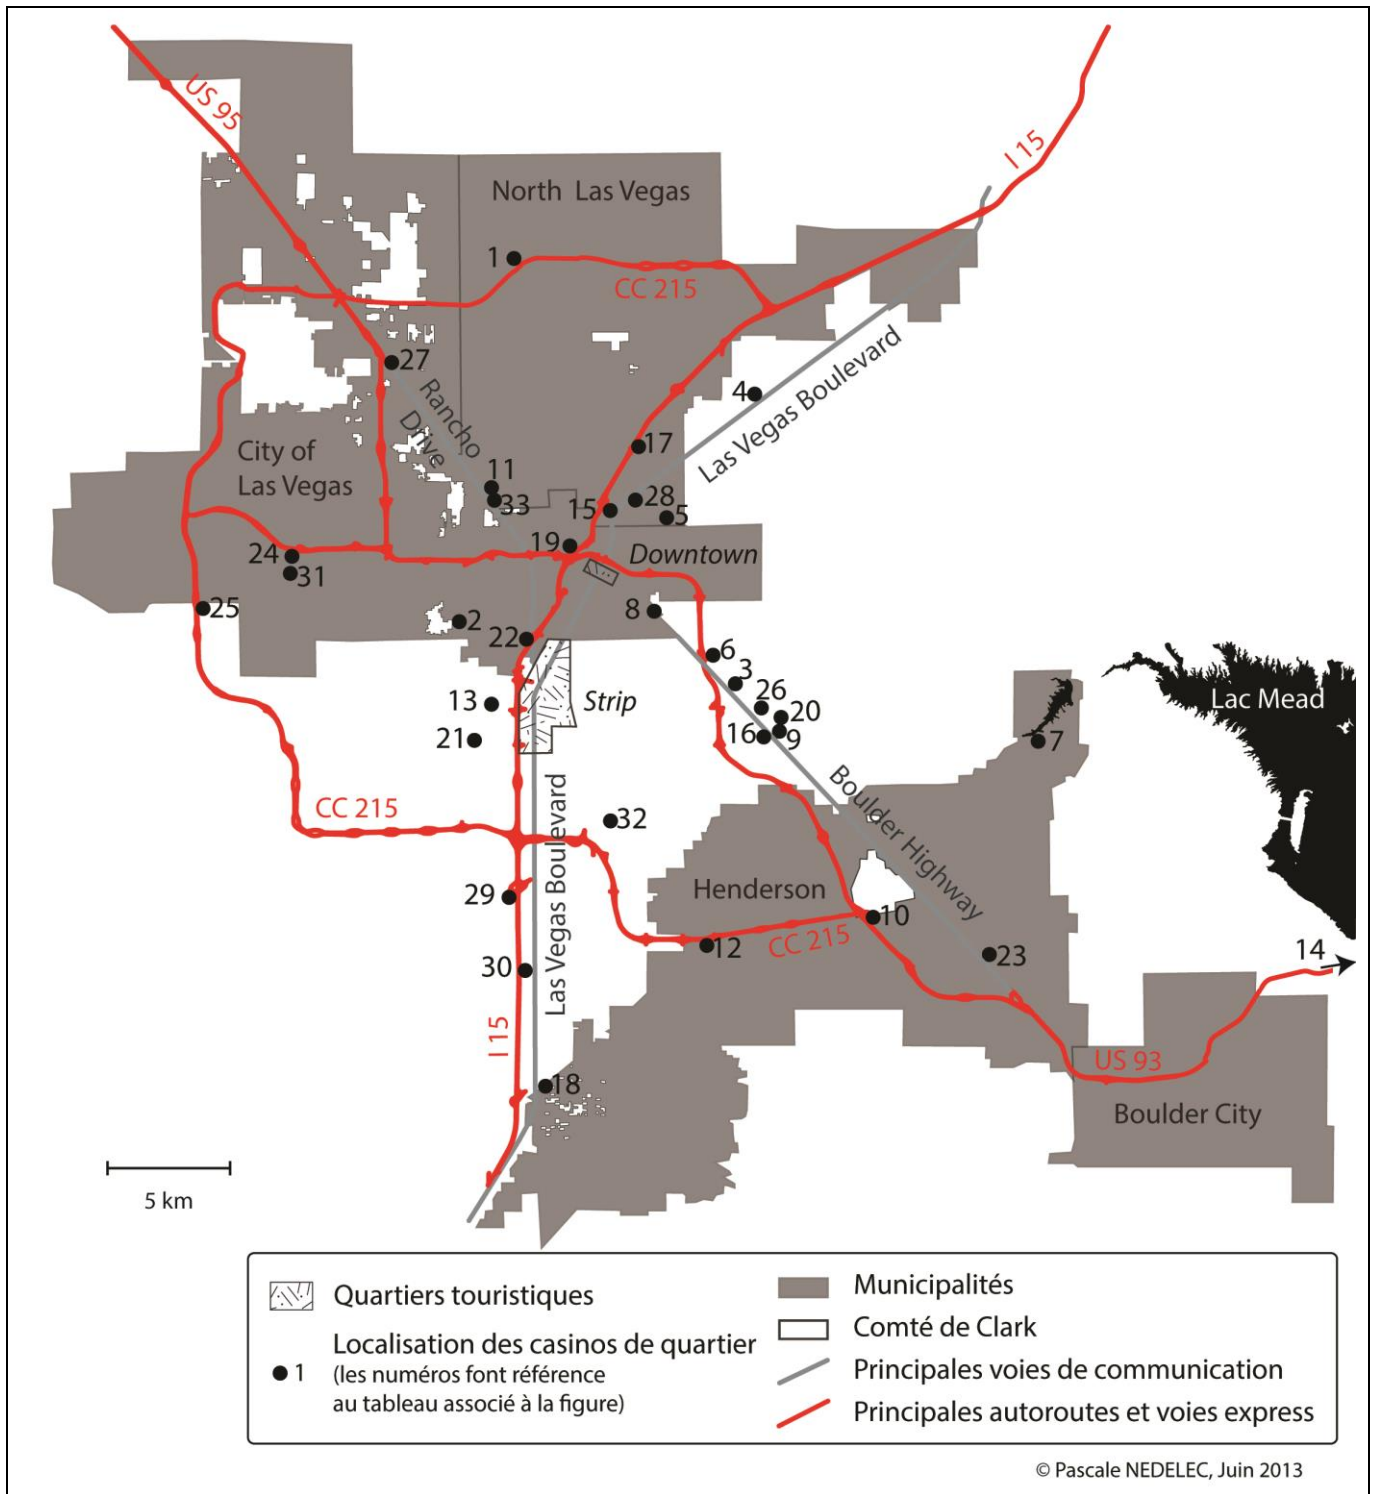 US 95
I 15
North Las Vegas
1
CC 215
27
Rancho
Drive
4
Las Vegas Boulevard
City of
Las Vegas
17
11
33
15
28
5
19
Downtown
24
31
25
2
8
22
6
3
26
20
16
9
Strip
13
21
Lac Mead
7
CC 215
32
Boulder Highway
Las Vegas Boulevard
29
Henderson
10
12
CC 215
23
14
30
I 15
18
US 93
Boulder City
5 km
Quartiers touristiques
Localisation des casinos de quartier
1
(les numéros font référence
au tableau associé à la figure)
Municipalités
Comté de Clark
Principales voies de communication
Principales autoroutes et voies express
© Pascale NEDELEC, Juin 2013